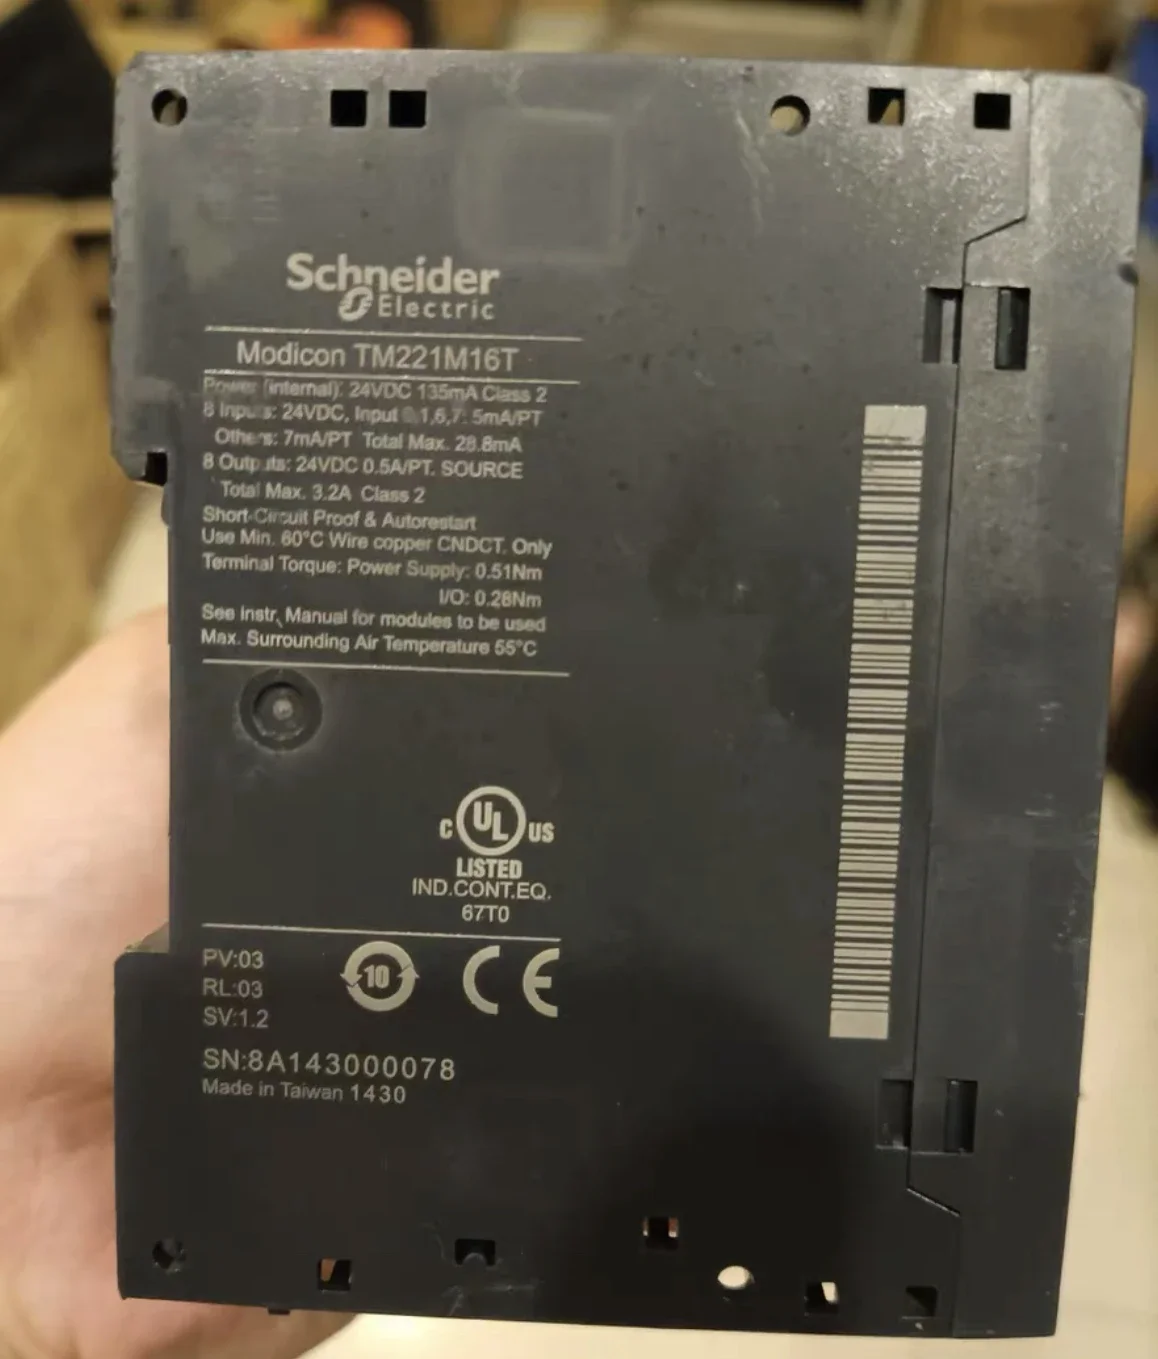 Schneider
Electric
Modicon TM221M16T
Power (internal): 24VDC 135mA Class 2
8 Inputs: 24VDC, Input 0,1,6,7: 5mA/PT
Others: 7mA/PT Total Max. 28.8mA
8 Outputs: 24VDC 0.5A/PT. SOURCE
Total Max. 3.2A Class 2
Short-Circuit Proof & Autorestart
Use Min. 60°C Wire copper CNDCT. Only
Terminal Torque: Power Supply: 0.51Nm
I/O: 0.28Nm
See instr. Manual for modules to be used
Max. Surrounding Air Temperature 55°C
C UL US
LISTED
IND.CONT.EQ.
67T0
PV:03
RL:03
SV:1.2
10
CE
SN:8A143000078
Made in Taiwan 1430